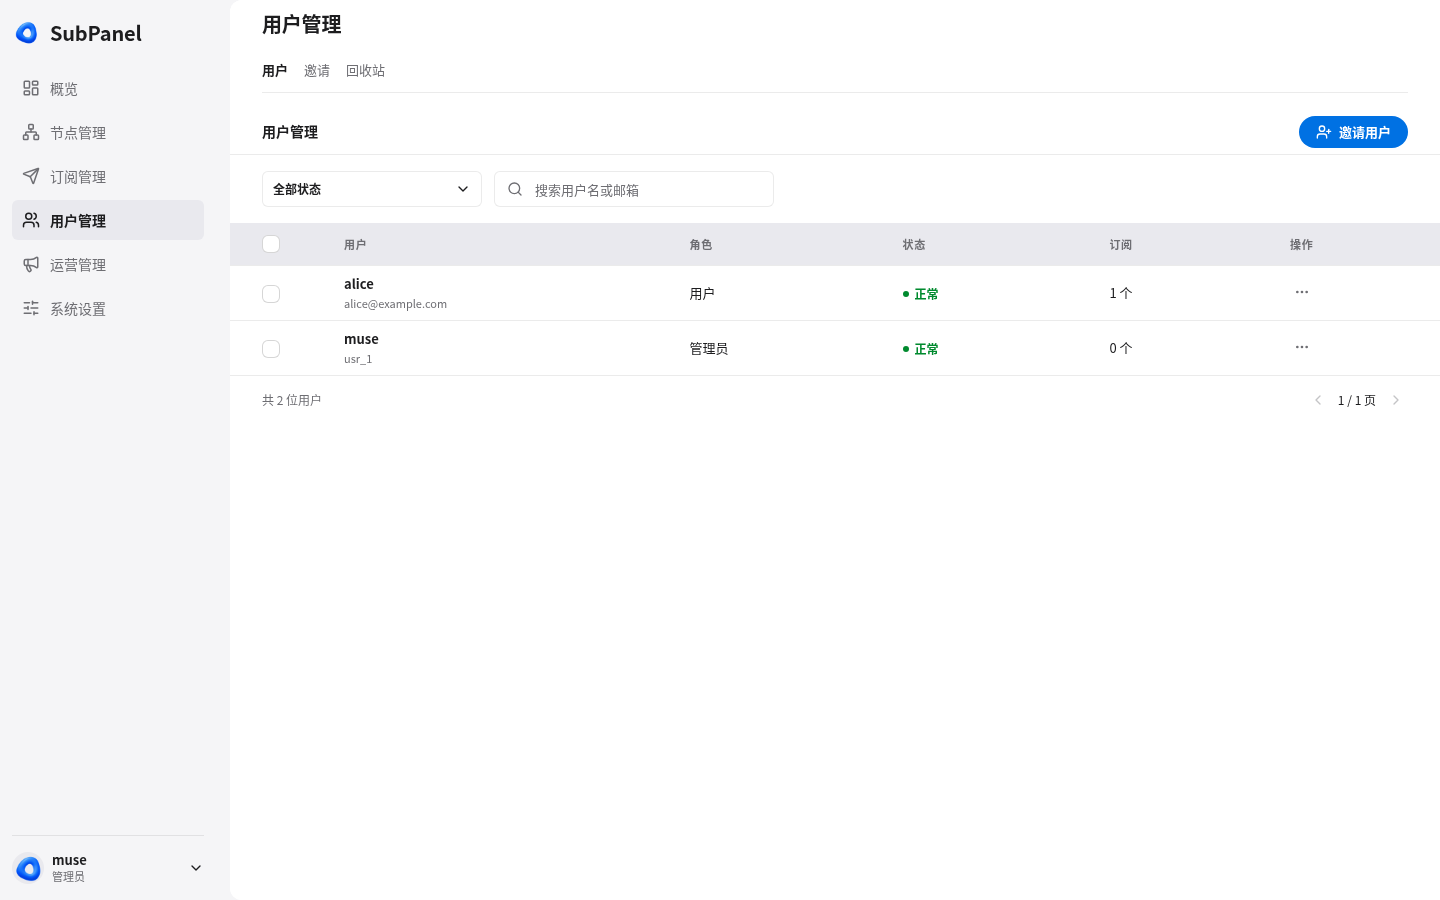 SubPanel
概览
节点管理
订阅管理
用户管理
运营管理
系统设置
muse
管理员
用户管理
用户 邀请 回收站
用户管理
邀请用户
全部状态
搜索用户名或邮箱
用户 角色 状态 订阅 操作
alice
alice@example.com
用户 正常 1 个
muse
usr_1
管理员 正常 0 个
共 2 位用户
1 / 1 页